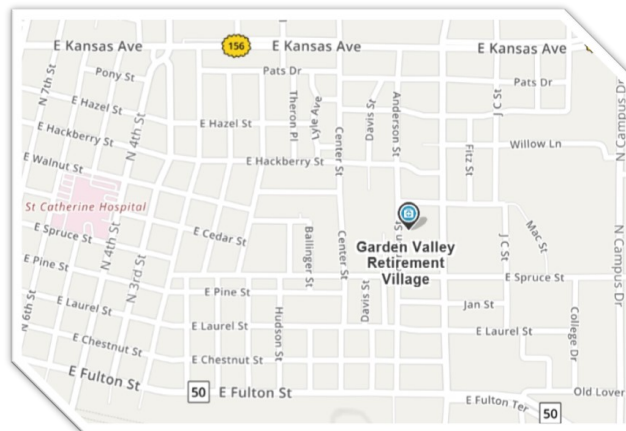 E Kansas Ave
156
E Kansas Ave
E Kansas Ave
Pony St
Pats Dr
Pats Dr
N 7th St
E Hazel St
N 4th St
Theron Pl
Lyle Ave
Center St
Davis St
Anderson St
J C St
N Campus Dr
E Hazel St
E Hackberry St
Fitz St
Willow Ln
E Walnut St
E Hackberry St
St Catherine Hospital
E Spruce St
N 4th St
E Cedar St
Ballinger St
Center St
Garden Valley
Retirement
Village
J C St
Mac St
N Campus Dr
E Pine St
N 3rd St
E Spruce St
E Pine St
Davis St
N 6th St
E Laurel St
Hudson St
Jan St
E Laurel St
E Laurel St
College Dr
E Chestnut St
E Chestnut St
E Fulton St
50
E Fulton St
E Fulton Ter
50
Old Lover